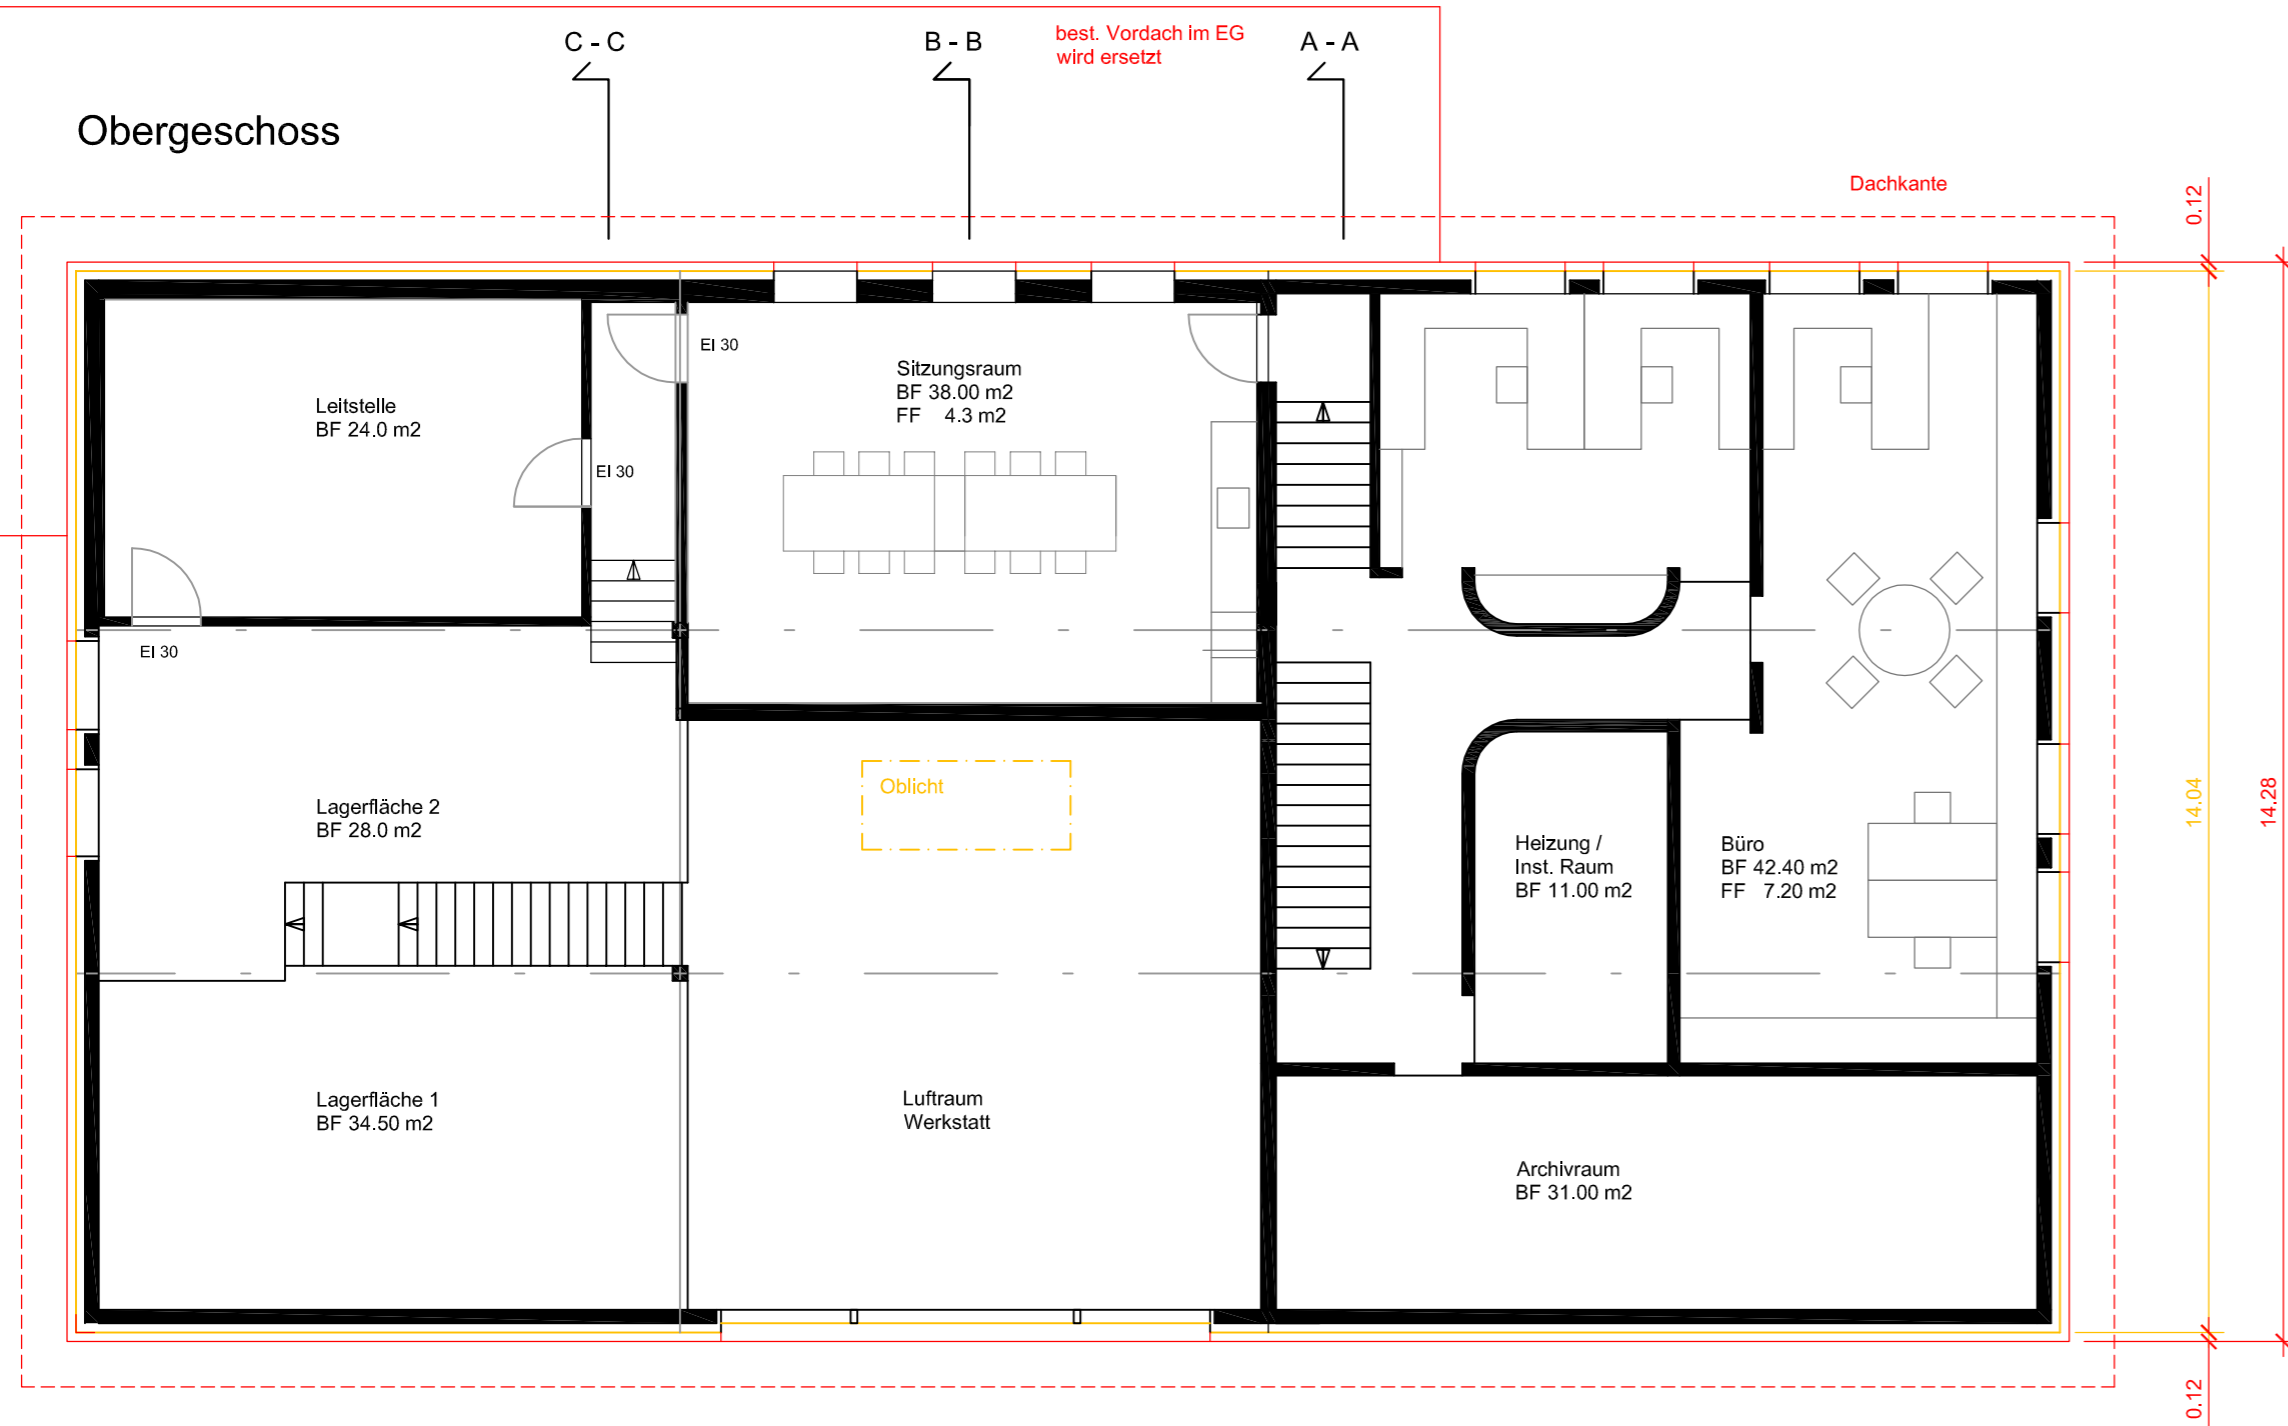 C - C
B - B
best. Vordach im EG
wird ersetzt
A - A
Obergeschoss
Dachkante
0.12
EI 30
Sitzungsraum
BF 38.00 m2
FF 4.3 m2
Leitstelle
BF 24.0 m2
EI 30
EI 30
Oblicht
Lagerfläche 2
BF 28.0 m2
14.04
14.28
Heizung /
Inst. Raum
BF 11.00 m2
Büro
BF 42.40 m2
FF 7.20 m2
Lagerfläche 1
BF 34.50 m2
Luftraum
Werkstatt
Archivraum
BF 31.00 m2
0.12